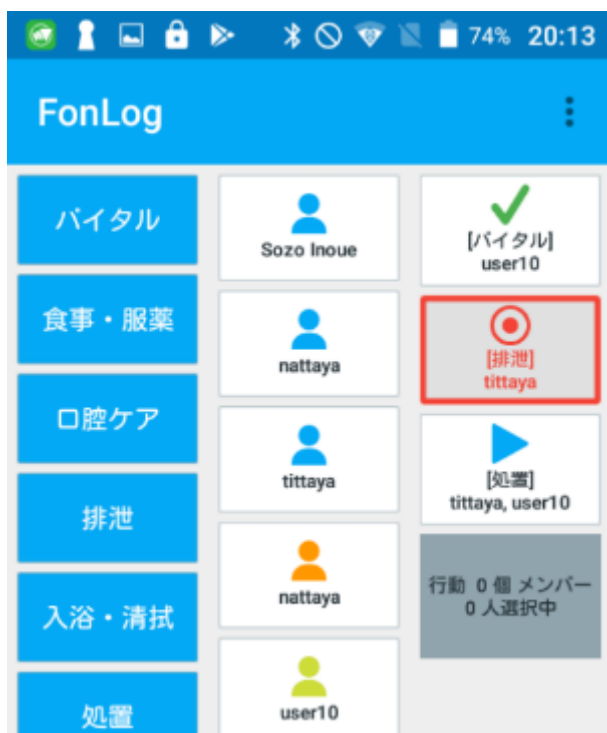 74% 20:13
FonLog
バイタル
食事・服薬
口腔ケア
排泄
入浴・清拭
処置
Sozo Inoue
nattaya
tittaya
nattaya
user10
[バイタル]
user10
[排泄]
tittaya
[処置]
tittaya, user10
行動 0 個 メンバー
0 人選択中